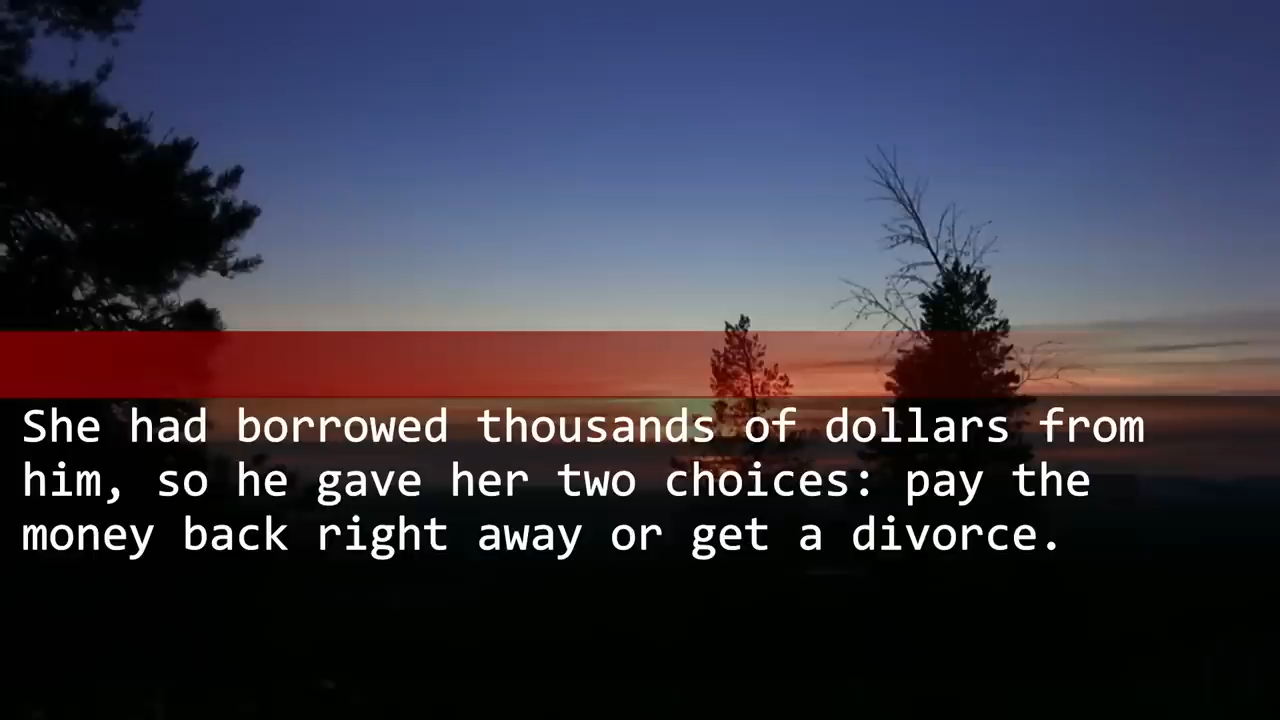 She had borrowed thousands of dollars from
him, so he gave her two choices: pay the
money back right away or get a divorce.